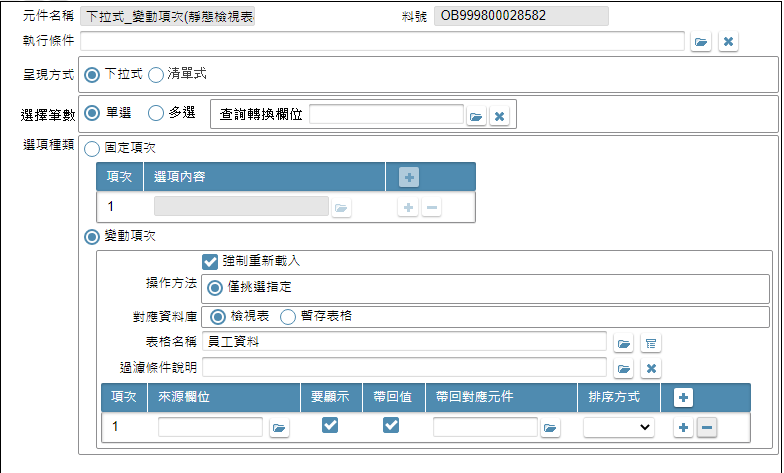 元件名稱 下拉式_變動項次(靜態檢視表 料號 OB999800028582
執行條件
呈現方式 下拉式 清單式
選擇筆數 單選 多選 查詢轉換欄位
選項種類 固定項次
項次 選項內容
1
變動項次
強制重新載入
操作方法 僅挑選指定
對應資料庫 檢視表 暫存表格
表格名稱 員工資料
過濾條件說明
項次 來源欄位 要顯示 帶回值 帶回對應元件 排序方式
1